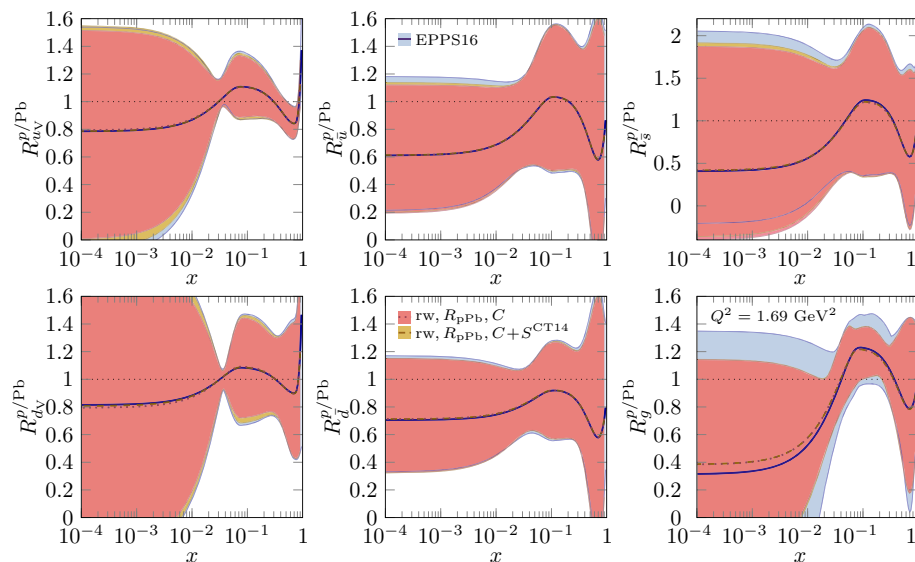 1.6
1.4
1.2
1
0.8
0.6
0.4
0.2
0
R_{u_V}^{p/Pb}
10⁻⁴ 10⁻³ 10⁻² 10⁻¹ 1
x
EPPS16
1.6
1.4
1.2
1
0.8
0.6
0.4
0.2
0
R_{ū}^{p/Pb}
10⁻⁴ 10⁻³ 10⁻² 10⁻¹ 1
x
2
1.5
1
0.5
0
R_{s̄}^{p/Pb}
10⁻⁴ 10⁻³ 10⁻² 10⁻¹ 1
x
1.6
1.4
1.2
1
0.8
0.6
0.4
0.2
0
R_{d_V}^{p/Pb}
10⁻⁴ 10⁻³ 10⁻² 10⁻¹ 1
x
rw, R_{pPb}, C
rw, R_{pPb}, C+S^{CT14}
1.6
1.4
1.2
1
0.8
0.6
0.4
0.2
0
R_{d̄}^{p/Pb}
10⁻⁴ 10⁻³ 10⁻² 10⁻¹ 1
x
Q² = 1.69 GeV²
1.6
1.4
1.2
1
0.8
0.6
0.4
0.2
0
R_g^{p/Pb}
10⁻⁴ 10⁻³ 10⁻² 10⁻¹ 1
x